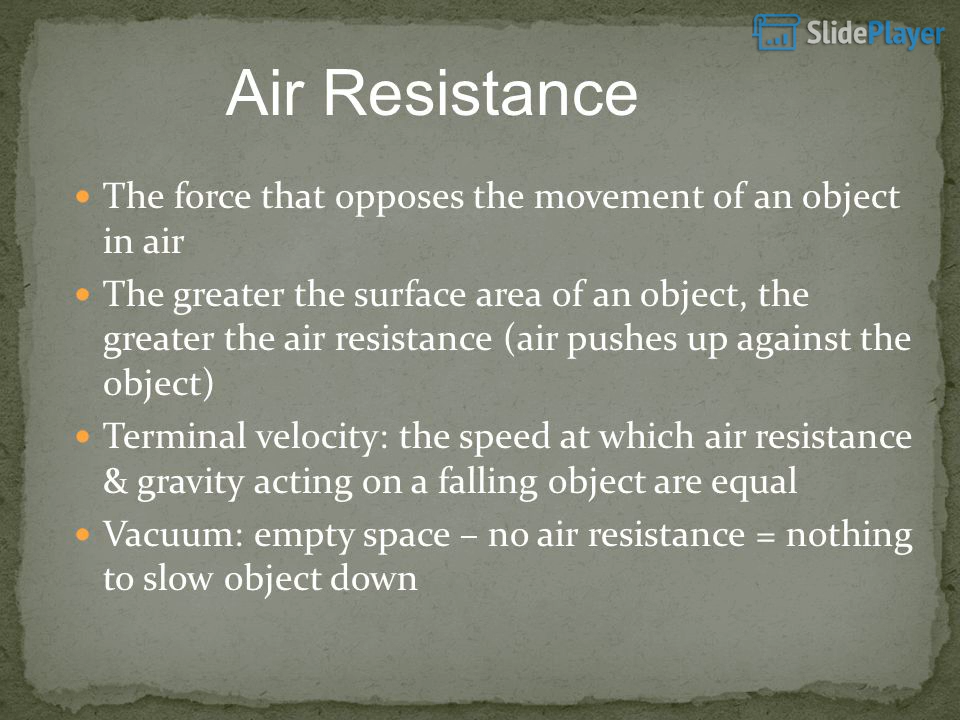 SlidePlayer
Air Resistance
• The force that opposes the movement of an object
in air
• The greater the surface area of an object, the
greater the air resistance (air pushes up against the
object)
• Terminal velocity: the speed at which air resistance
& gravity acting on a falling object are equal
• Vacuum: empty space – no air resistance = nothing
to slow object down